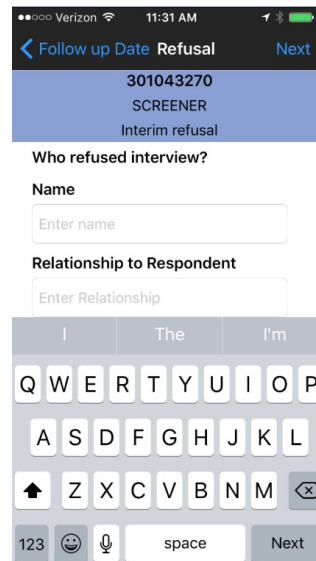 Verizon 11:31 AM
Follow up Date Refusal Next
301043270
SCREENER
Interim refusal
Who refused interview?
Name
Enter name
Relationship to Respondent
Enter Relationship
I The I'm
Q W E R T Y U I O P
A S D F G H J K L
Z X C V B N M
123 space Next